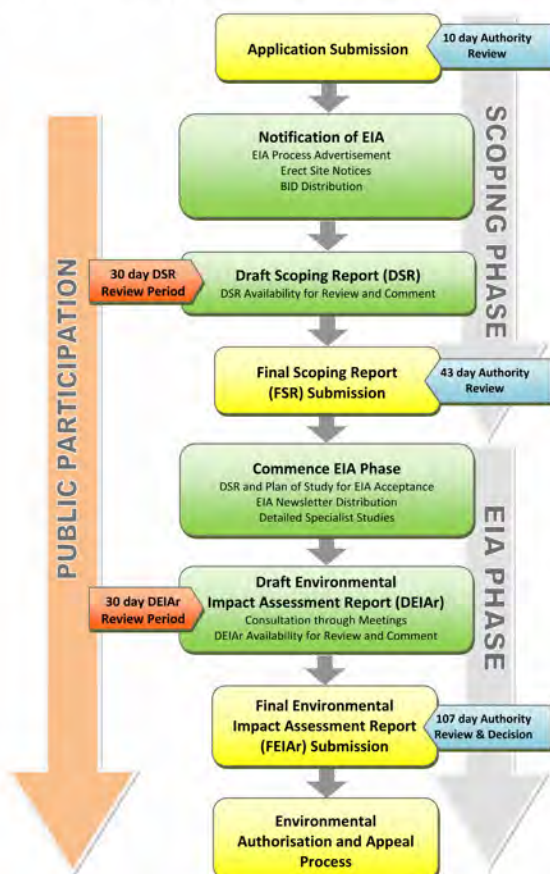 Application Submission
10 day Authority
Review
SCOPING PHASE
Notification of EIA
EIA Process Advertisement
Erect Site Notices
BID Distribution
PUBLIC PARTICIPATION
30 day DSR
Review Period
Draft Scoping Report (DSR)
DSR Availability for Review and Comment
Final Scoping Report
(FSR) Submission
43 day Authority
Review
Commence EIA Phase
DSR and Plan of Study for EIA Acceptance
EIA Newsletter Distribution
Detailed Specialist Studies
EIA PHASE
30 day DEIAr
Review Period
Draft Environmental
Impact Assessment Report (DEIAr)
Consultation through Meetings
DEIAr Availability for Review and Comment
Final Environmental
Impact Assessment Report
(FEIAr) Submission
107 day Authority
Review & Decision
Environmental
Authorisation and Appeal
Process